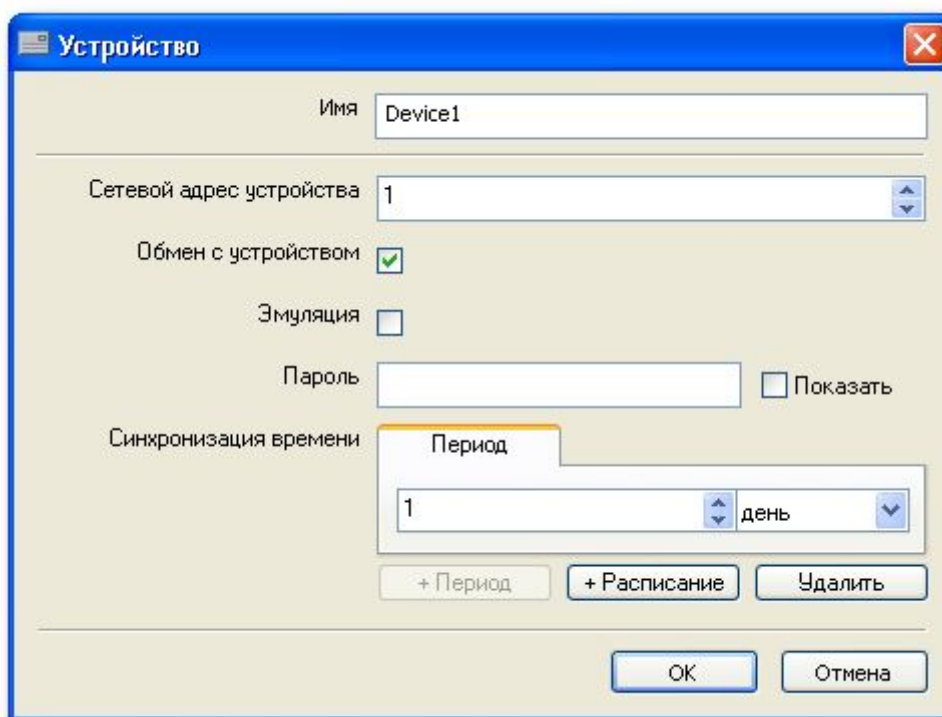 Устройство
Имя Device1
Сетевой адрес устройства 1
Обмен с устройством
Эмуляция
Пароль Показать
Синхронизация времени Период
1 день
+ Период + Расписание Удалить
OK Отмена